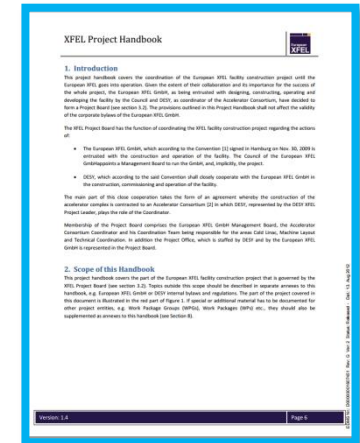 XFEL Project Handbook
European
XFEL
1. Introduction
This project handbook covers the coordination of the European XFEL facility construction project until the
European XFEL goes into operation. Given the extent of their collaboration and its importance for the success of
the whole project, the European XFEL GmbH, as being entrusted with designing, constructing, operating and
developing the facility by the Council and DESY, as coordinator of the Accelerator Consortium, have decided to
form a Project Board (see section 3.2). The provisions outlined in this Project Handbook shall not affect the validity
of the corporate bylaws of the European XFEL GmbH.
The XFEL Project Board has the function of coordinating the XFEL facility construction project regarding the actions
of:
• The European XFEL GmbH, which according to the Convention [1] signed in Hamburg on Nov. 30, 2009 is
entrusted with the construction and operation of the facility. The Council of the European XFEL
GmbHappoints a Management Board to run the GmbH, and, implicitly, the project.
• DESY, which according to the said Convention shall closely cooperate with the European XFEL GmbH in
the construction, commissioning and operation of the facility.
The main part of this close cooperation takes the form of an agreement whereby the construction of the
accelerator complex is contracted to an Accelerator Consortium [2] in which DESY, represented by the DESY XFEL
Project Leader, plays the role of the Coordinator.
Membership of the Project Board comprises the European XFEL GmbH Management Board, the Accelerator
Consortium Coordinator and his Coordination Team being responsible for the areas Cold Linac, Machine Layout
and Technical Coordination. In addition the Project Office, which is staffed by DESY and by the European XFEL
GmbH is represented in the Project Board.
2. Scope of this Handbook
This project handbook covers the part of the European XFEL facility construction project that is governed by the
XFEL Project Board (see section 3.2). Topics outside this scope should be described in separate annexes to this
handbook, e.g. European XFEL GmbH or DESY internal bylaws and regulations. The part of the project covered in
this document is illustrated in the red part of Figure 1. If special or additional material has to be documented for
other project entities, e.g. Work Package Groups (WPGs), Work Packages (WPs) etc., they should also be
supplemented as annexes to this handbook (see Section 8).
Version: 1.4
Page 6